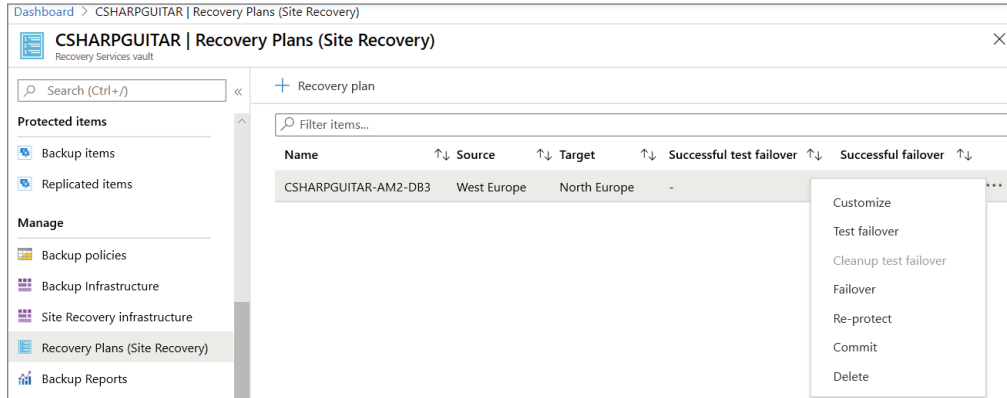 Dashboard > CSHARPGUITAR | Recovery Plans (Site Recovery)
CSHARPGUITAR | Recovery Plans (Site Recovery)
Recovery Services vault
Search (Ctrl+/)
Protected items
Backup items
Replicated items
Manage
Backup policies
Backup Infrastructure
Site Recovery infrastructure
Recovery Plans (Site Recovery)
Backup Reports
+ Recovery plan
Filter items...
Name Source Target Successful test failover Successful failover
CSHARPGUITAR-AM2-DB3 West Europe North Europe -
Customize
Test failover
Cleanup test failover
Failover
Re-protect
Commit
Delete